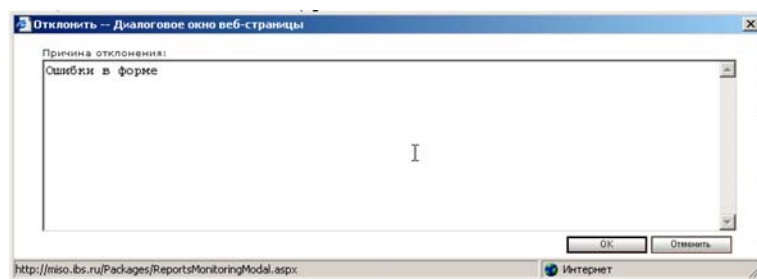 Отклонить -- Диалоговое окно веб-страницы
Причина отклонения:
Ошибки в форме
OK
Отменить
http://miso.ibs.ru/Packages/ReportsMonitoringModal.aspx
Интернет